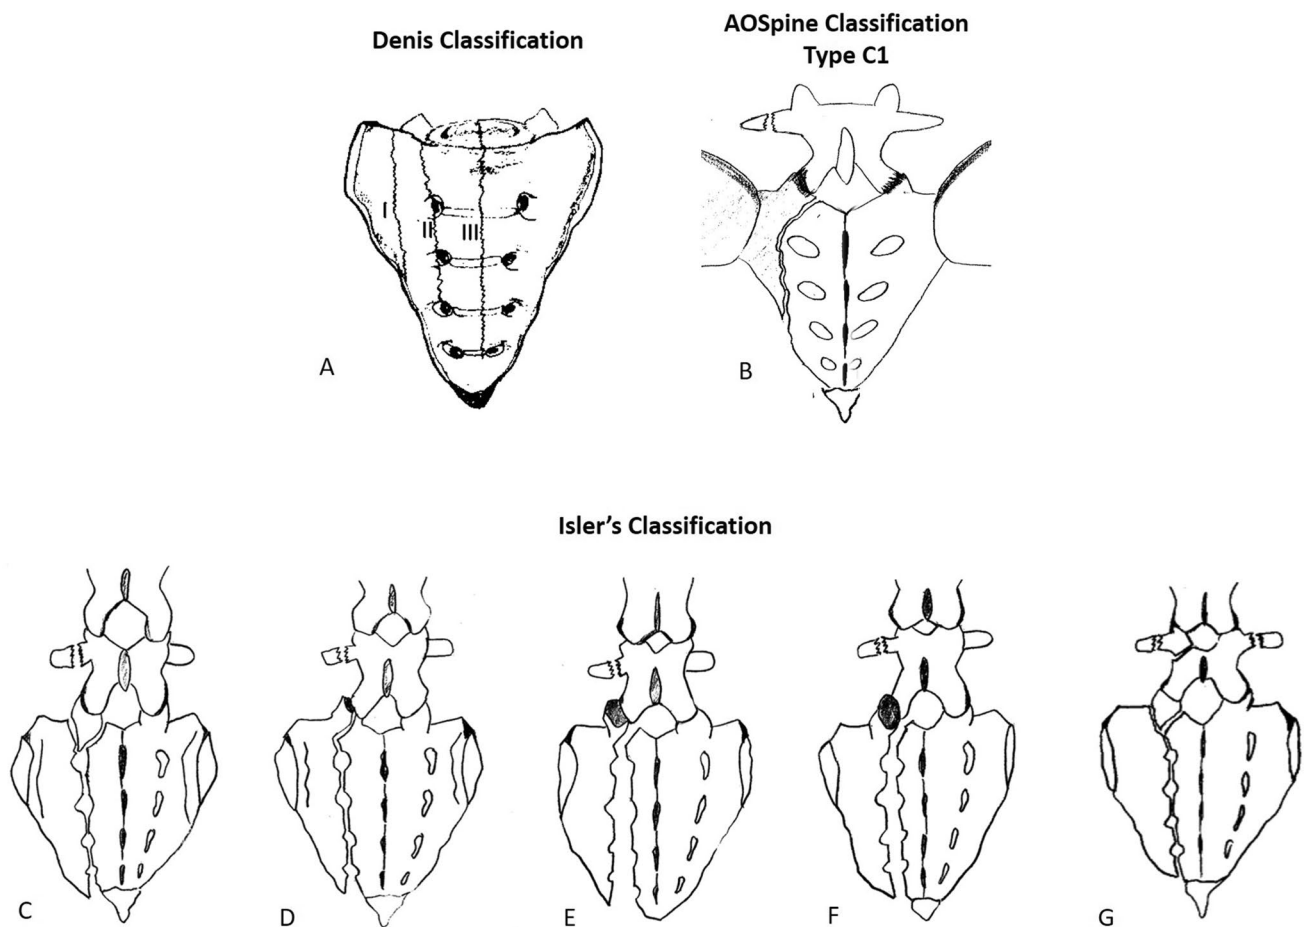 Denis Classification
AOSpine Classification
Type C1
I
II
III
A
B
Isler's Classification
C
D
E
F
G